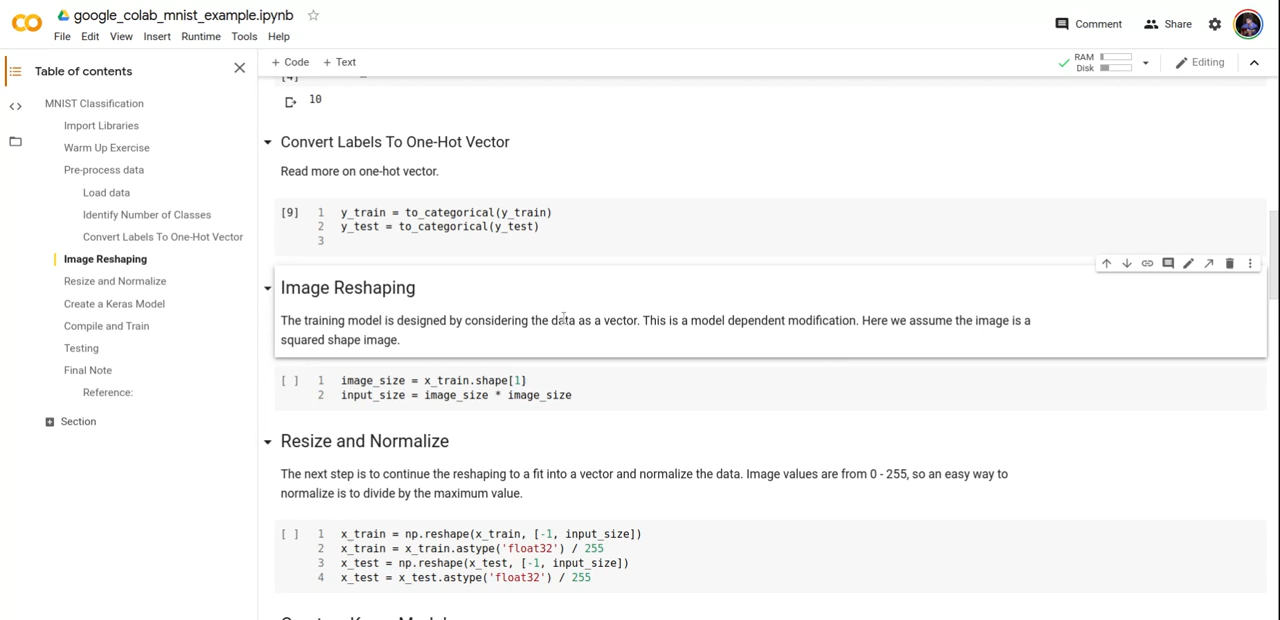 google_colab_mnist_example.ipynb
Comment
Share
File Edit View Insert Runtime Tools Help
Table of contents
+ Code + Text
RAM
Disk
Editing
MNIST Classification
Import Libraries
Warm Up Exercise
Pre-process data
Load data
Identify Number of Classes
Convert Labels To One-Hot Vector
Image Reshaping
Resize and Normalize
Create a Keras Model
Compile and Train
Testing
Final Note
Reference:
Section
[4]
10
Convert Labels To One-Hot Vector
Read more on one-hot vector.
[9] 1 y_train = to_categorical(y_train)
2 y_test = to_categorical(y_test)
3
Image Reshaping
The training model is designed by considering the data as a vector. This is a model dependent modification. Here we assume the image is a
squared shape image.
[ ] 1 image_size = x_train.shape[1]
2 input_size = image_size * image_size
Resize and Normalize
The next step is to continue the reshaping to a fit into a vector and normalize the data. Image values are from 0 - 255, so an easy way to
normalize is to divide by the maximum value.
[ ] 1 x_train = np.reshape(x_train, [-1, input_size])
2 x_train = x_train.astype('float32') / 255
3 x_test = np.reshape(x_test, [-1, input_size])
4 x_test = x_test.astype('float32') / 255